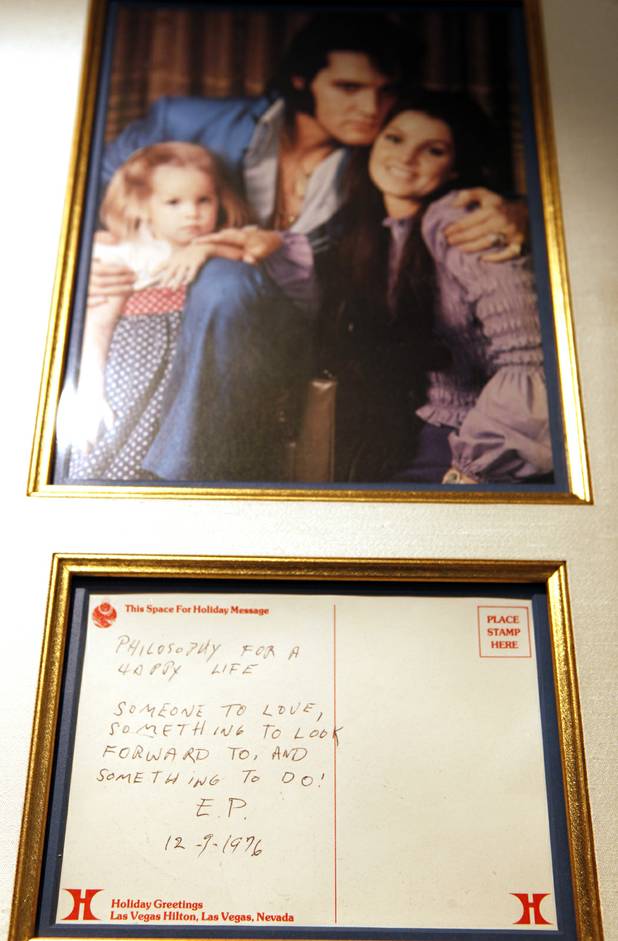 This Space For Holiday Message
PLACE
STAMP
HERE
PHILOSOPHY FOR A
HAPPY LIFE
SOMEONE TO LOVE,
SOMETHING TO LOOK
FORWARD TO, AND
SOMETHING TO DO!
E.P.
12-9-1976
H
Holiday Greetings
Las Vegas Hilton, Las Vegas, Nevada
H